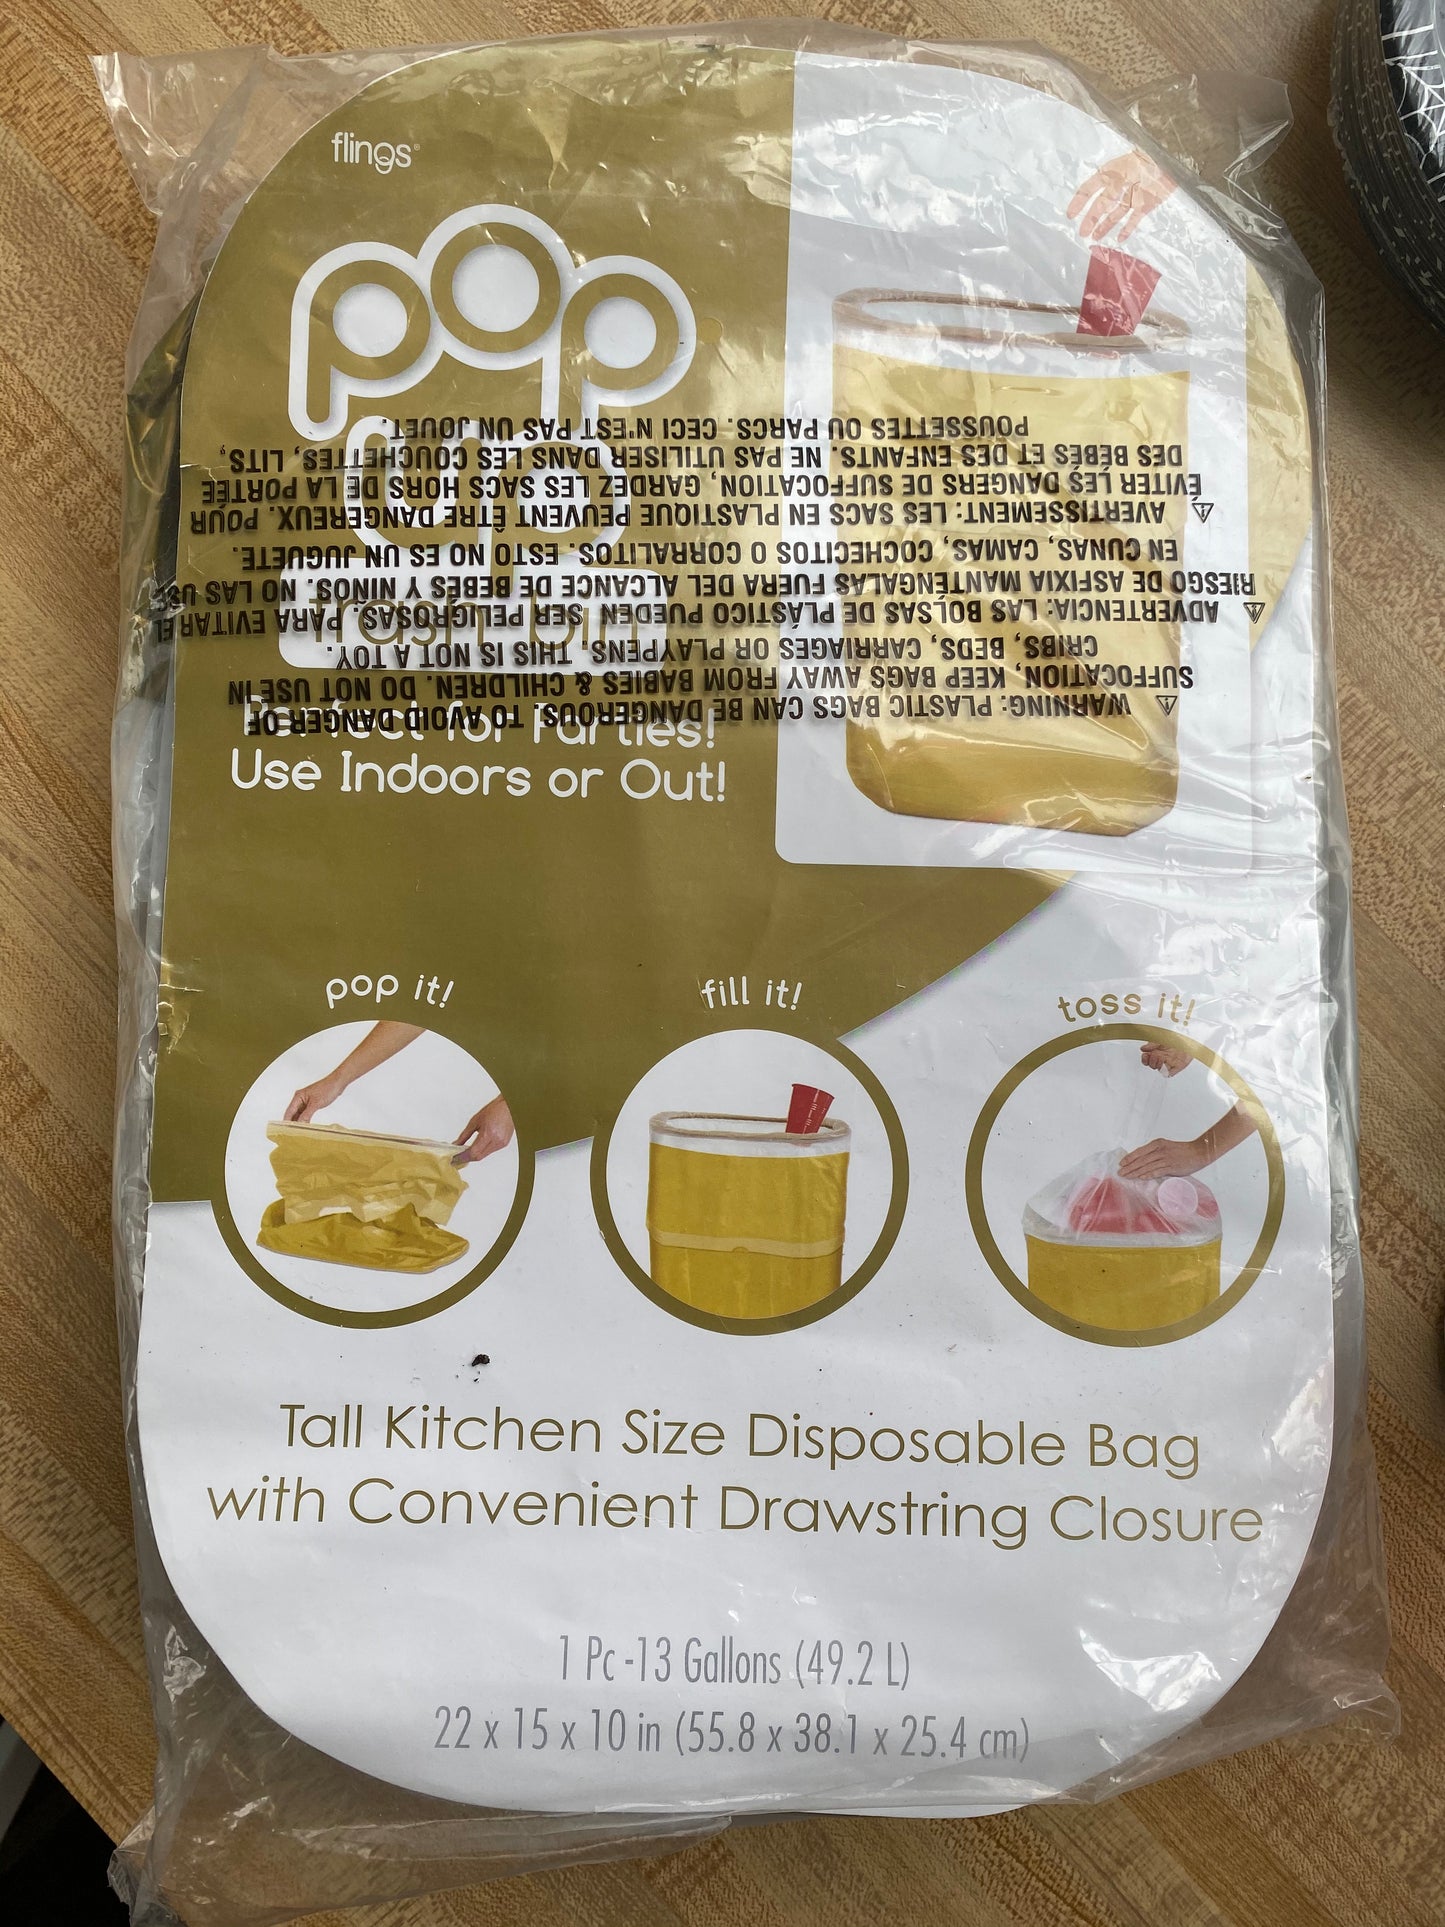 flings®
pop
up
trash bin
Perfect for Parties!
Use Indoors or Out!
WARNING: PLASTIC BAGS CAN BE DANGEROUS. TO AVOID DANGER OF
SUFFOCATION, KEEP BAGS AWAY FROM BABIES & CHILDREN. DO NOT USE IN
CRIBS, BEDS, CARRIAGES OR PLAYPENS. THIS IS NOT A TOY.
ADVERTENCIA: LAS BOLSAS DE PLÁSTICO PUEDEN SER PELIGROSAS. PARA EVITAR EL
RIESGO DE ASFIXIA MANTÉNGALAS FUERA DEL ALCANCE DE BEBÉS Y NIÑOS. NO LAS USE
EN CUNAS, CAMAS, COCHECITOS O CORRALITOS. ESTO NO ES UN JUGUETE.
AVERTISSEMENT: LES SACS EN PLASTIQUE PEUVENT ÊTRE DANGEREUX. POUR
ÉVITER LES DANGERS DE SUFFOCATION, GARDEZ LES SACS HORS DE LA PORTÉE
DES BÉBÉS ET DES ENFANTS. NE PAS UTILISER DANS LES COUCHETTES, LITS,
POUSSETTES OU PARCS. CECI N'EST PAS UN JOUET.
pop it!
fill it!
toss it!
Tall Kitchen Size Disposable Bag
with Convenient Drawstring Closure
1 Pc -13 Gallons (49.2 L)
22 x 15 x 10 in (55.8 x 38.1 x 25.4 cm)